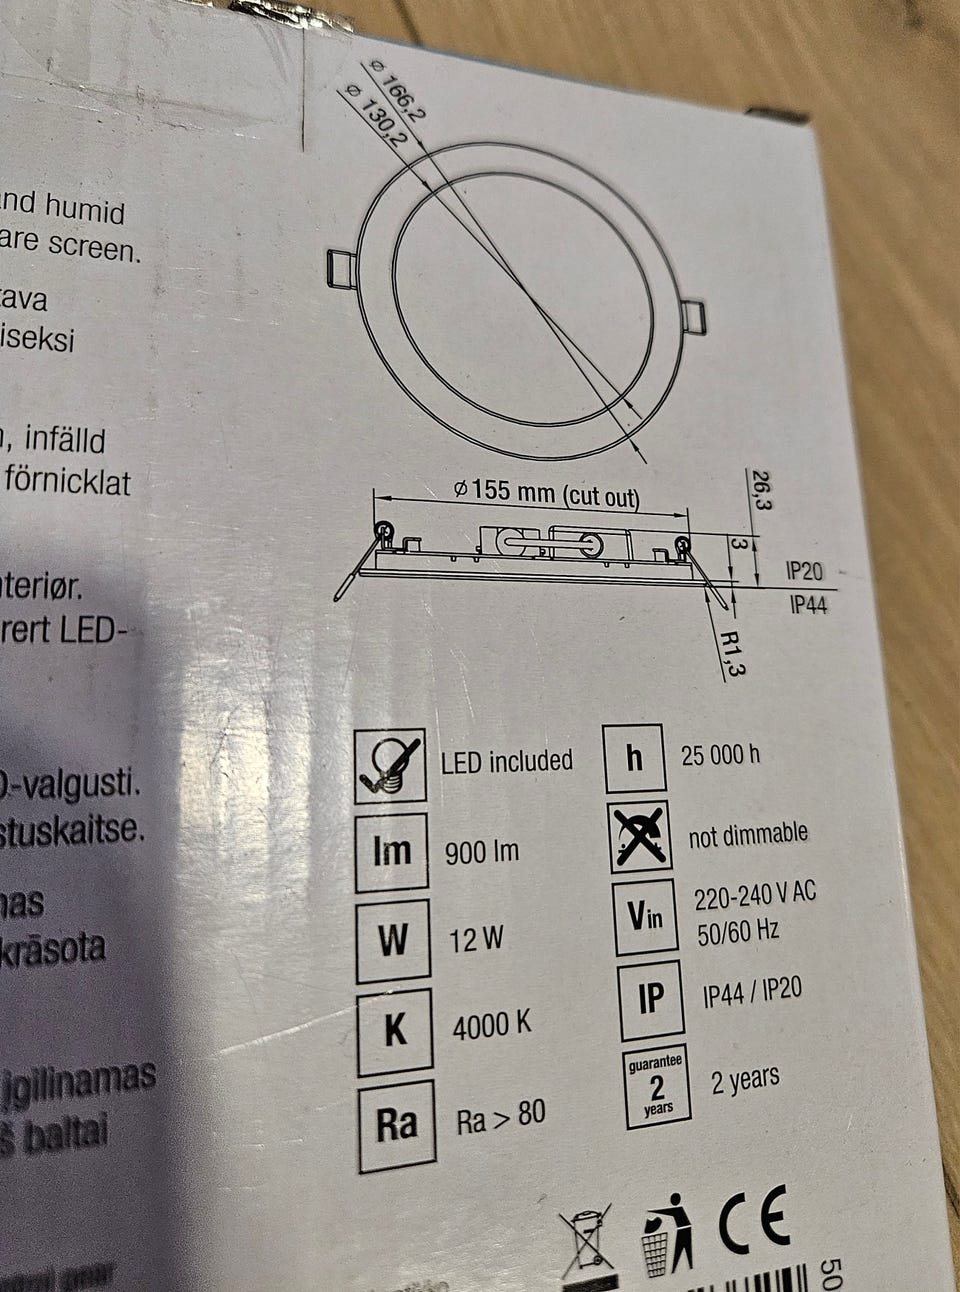 ø 166,2
ø 130,2
nd humid
are screen.
ava
iseksi
, infälld
förnicklat
nteriør.
rert LED-
-valgusti.
stuskaitse.
nas
krāsota
įgilinamas
š baltai
ø 155 mm (cut out)
26,3
3
IP20
IP44
R1,3
LED included
h 25 000 h
lm 900 lm
not dimmable
W 12 W
Vin 220-240 V AC
50/60 Hz
K 4000 K
IP IP44 / IP20
Ra Ra > 80
guarantee
2
years
2 years
CE
50